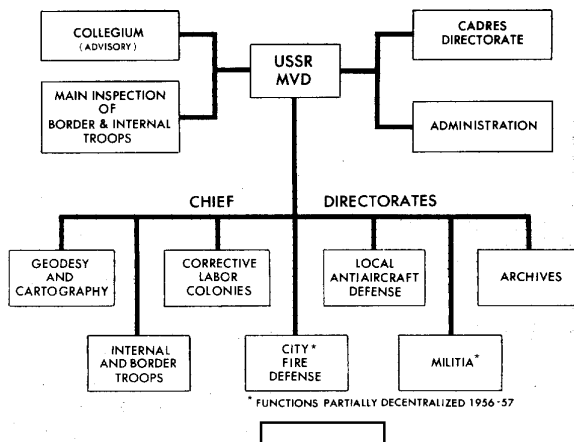 COLLEGIUM
(ADVISORY)
USSR
MVD
CADRES
DIRECTORATE
MAIN INSPECTION
OF
BORDER & INTERNAL
TROOPS
ADMINISTRATION
CHIEF DIRECTORATES
GEODESY
AND
CARTOGRAPHY
CORRECTIVE
LABOR
COLONIES
LOCAL
ANTIAIRCRAFT
DEFENSE
ARCHIVES
INTERNAL
AND BORDER
TROOPS
CITY*
FIRE
DEFENSE
MILITIA*
* FUNCTIONS PARTIALLY DECENTRALIZED 1956-57